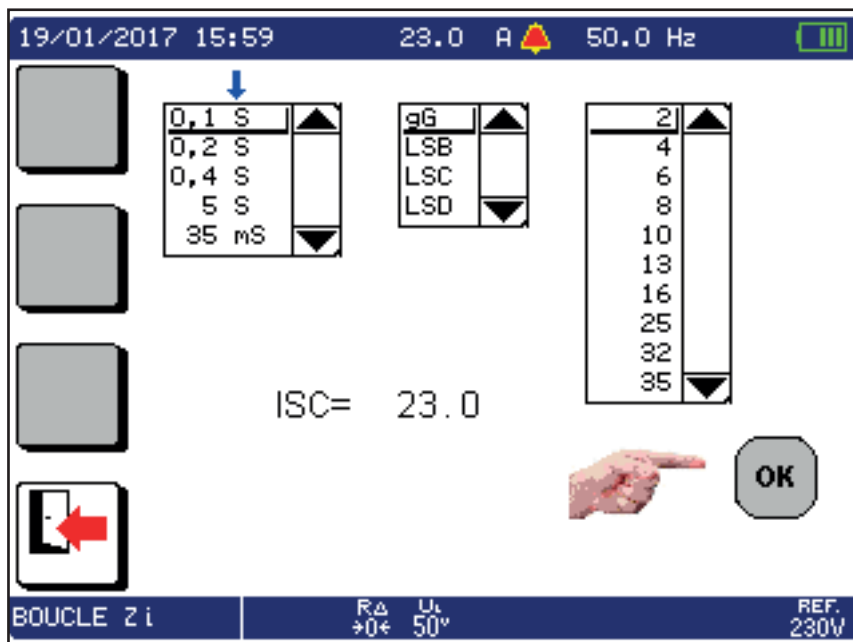 19/01/2017 15:59 23.0 A 50.0 Hz
0,1 S
0,2 S
0,4 S
5 S
35 mS
gG
LSB
LSC
LSD
2
4
6
8
10
13
16
25
32
35
ISC= 23.0
OK
BOUCLE Zi
RΔ
→0←
UL
50V
REF.
230V